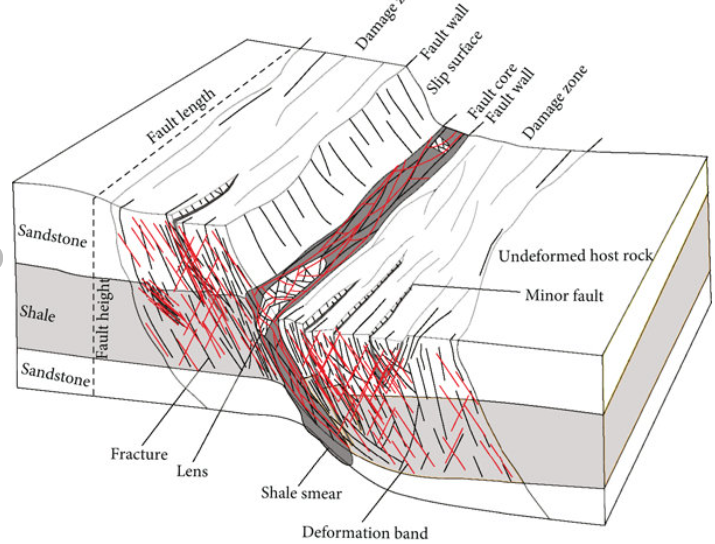 Damage z
Fault wall
Slip surface
Fault core
Fault wall
Damage zone
Fault length
Sandstone
Undeformed host rock
Shale
Fault height
Minor fault
Sandstone
Fracture
Lens
Shale smear
Deformation band